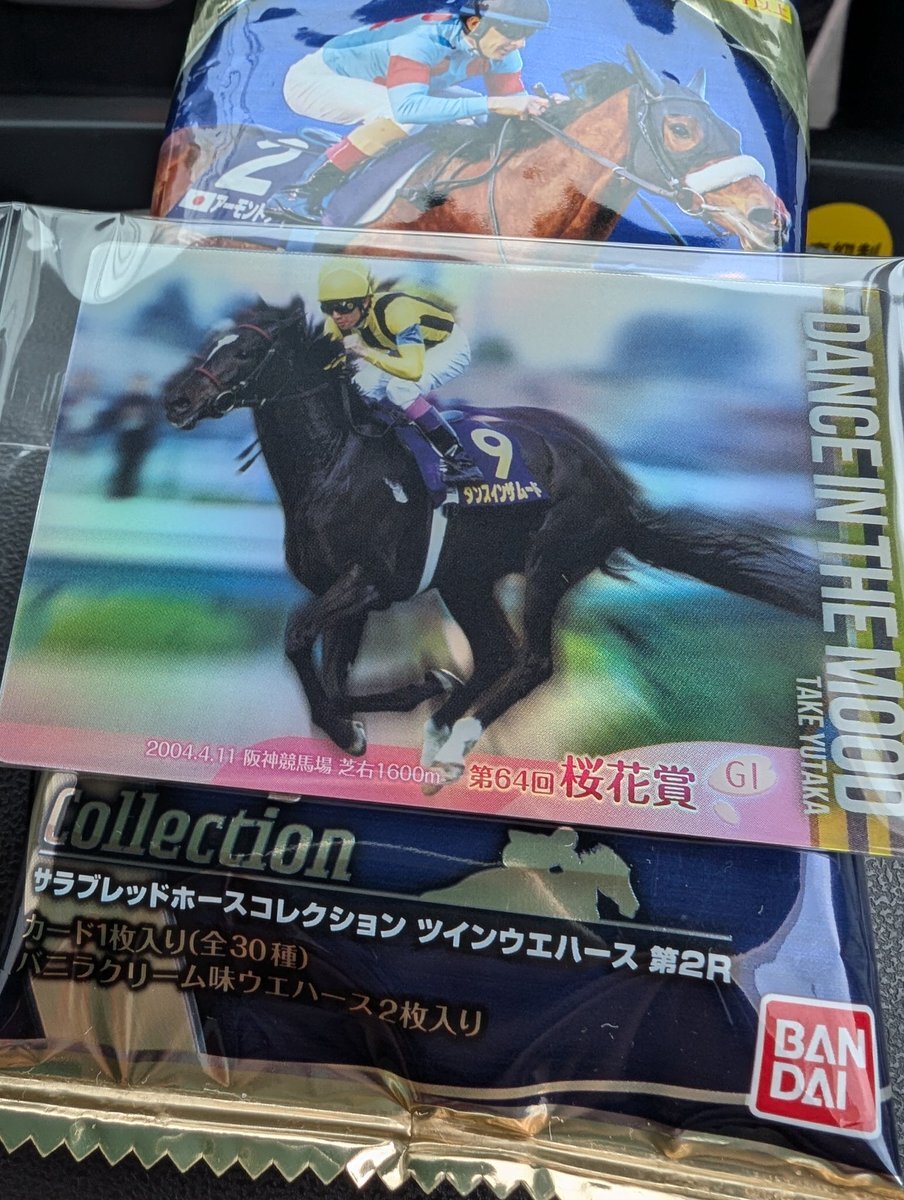 2
アーモンド
DANCE IN THE MOOD
TAKE YUTAKA
9
ダンスインザムード
2004.4.11 阪神競馬場 芝右1600m
第64回 桜花賞 GI
Collection
サラブレッドホースコレクション ツインウエハース 第2R
カード1枚入り(全30種)
バニラクリーム味ウエハース2枚入り
BAN
DAI